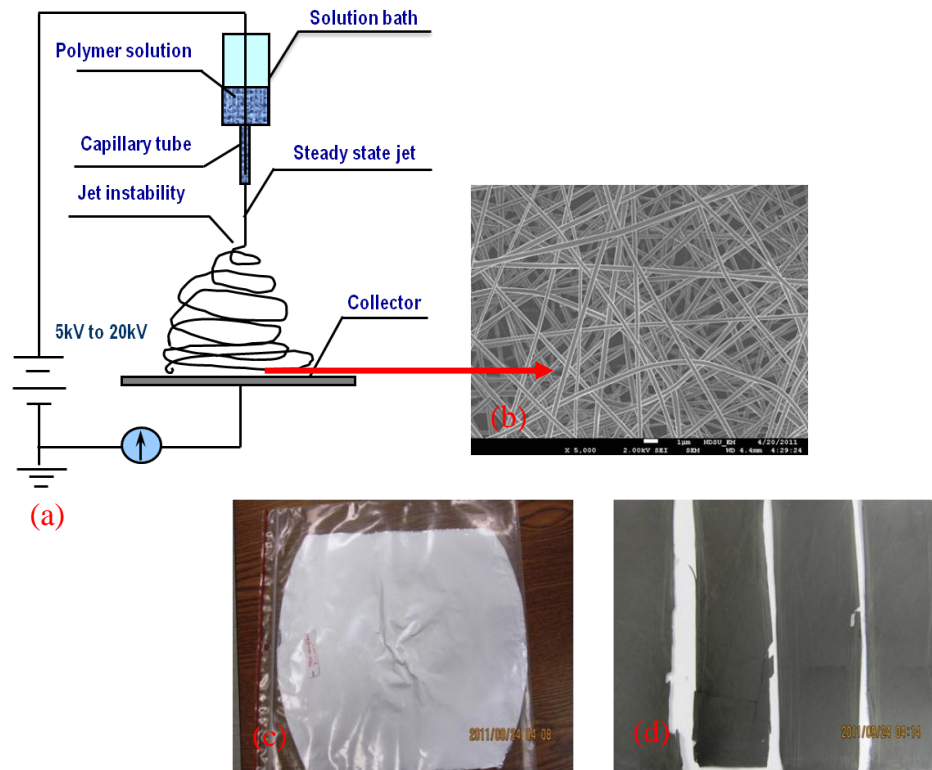 Solution bath
Polymer solution
Capillary tube
Steady state jet
Jet instability
Collector
5kV to 20kV
(a)
(b)
1µm NDSU_EM 4/20/2011
X 5,000 2.00kV SEI SEM WD 4.4mm 4:29:24
(c)
2011/09/24 04:08
(d)
2011/09/24 04:14